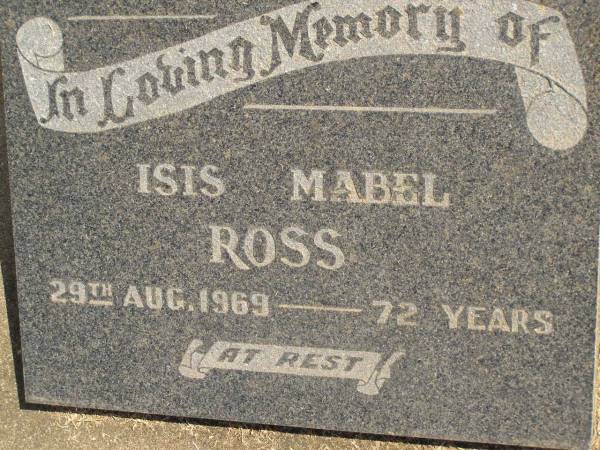 In Loving Memory of
ISIS MABEL
ROSS
29TH AUG. 1969 — 72 YEARS
AT REST